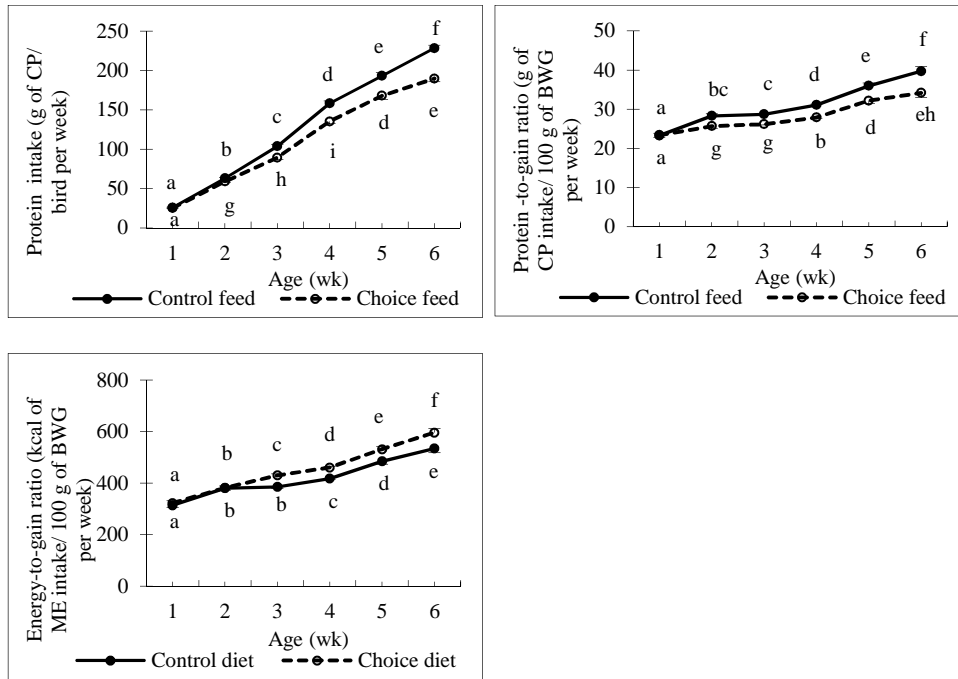 Protein intake (g of CP/
bird per week)
250
200
150
100
50
0
a
b
c
d
e
f
a
g
h
i
d
e
1 2 3 4 5 6
Age (wk)
Control feed Choice feed
Protein -to-gain ratio (g of
CP intake/ 100 g of BWG
per week)
50
40
30
20
10
0
a
bc
c
d
e
f
a
g
g
b
d
eh
1 2 3 4 5 6
Age (wk)
Control feed Choice feed
Energy-to-gain ratio (kcal of
ME intake/ 100 g of BWG
per week)
800
600
400
200
0
a
b
c
d
e
f
a
b
b
c
d
e
1 2 3 4 5 6
Age (wk)
Control diet Choice diet